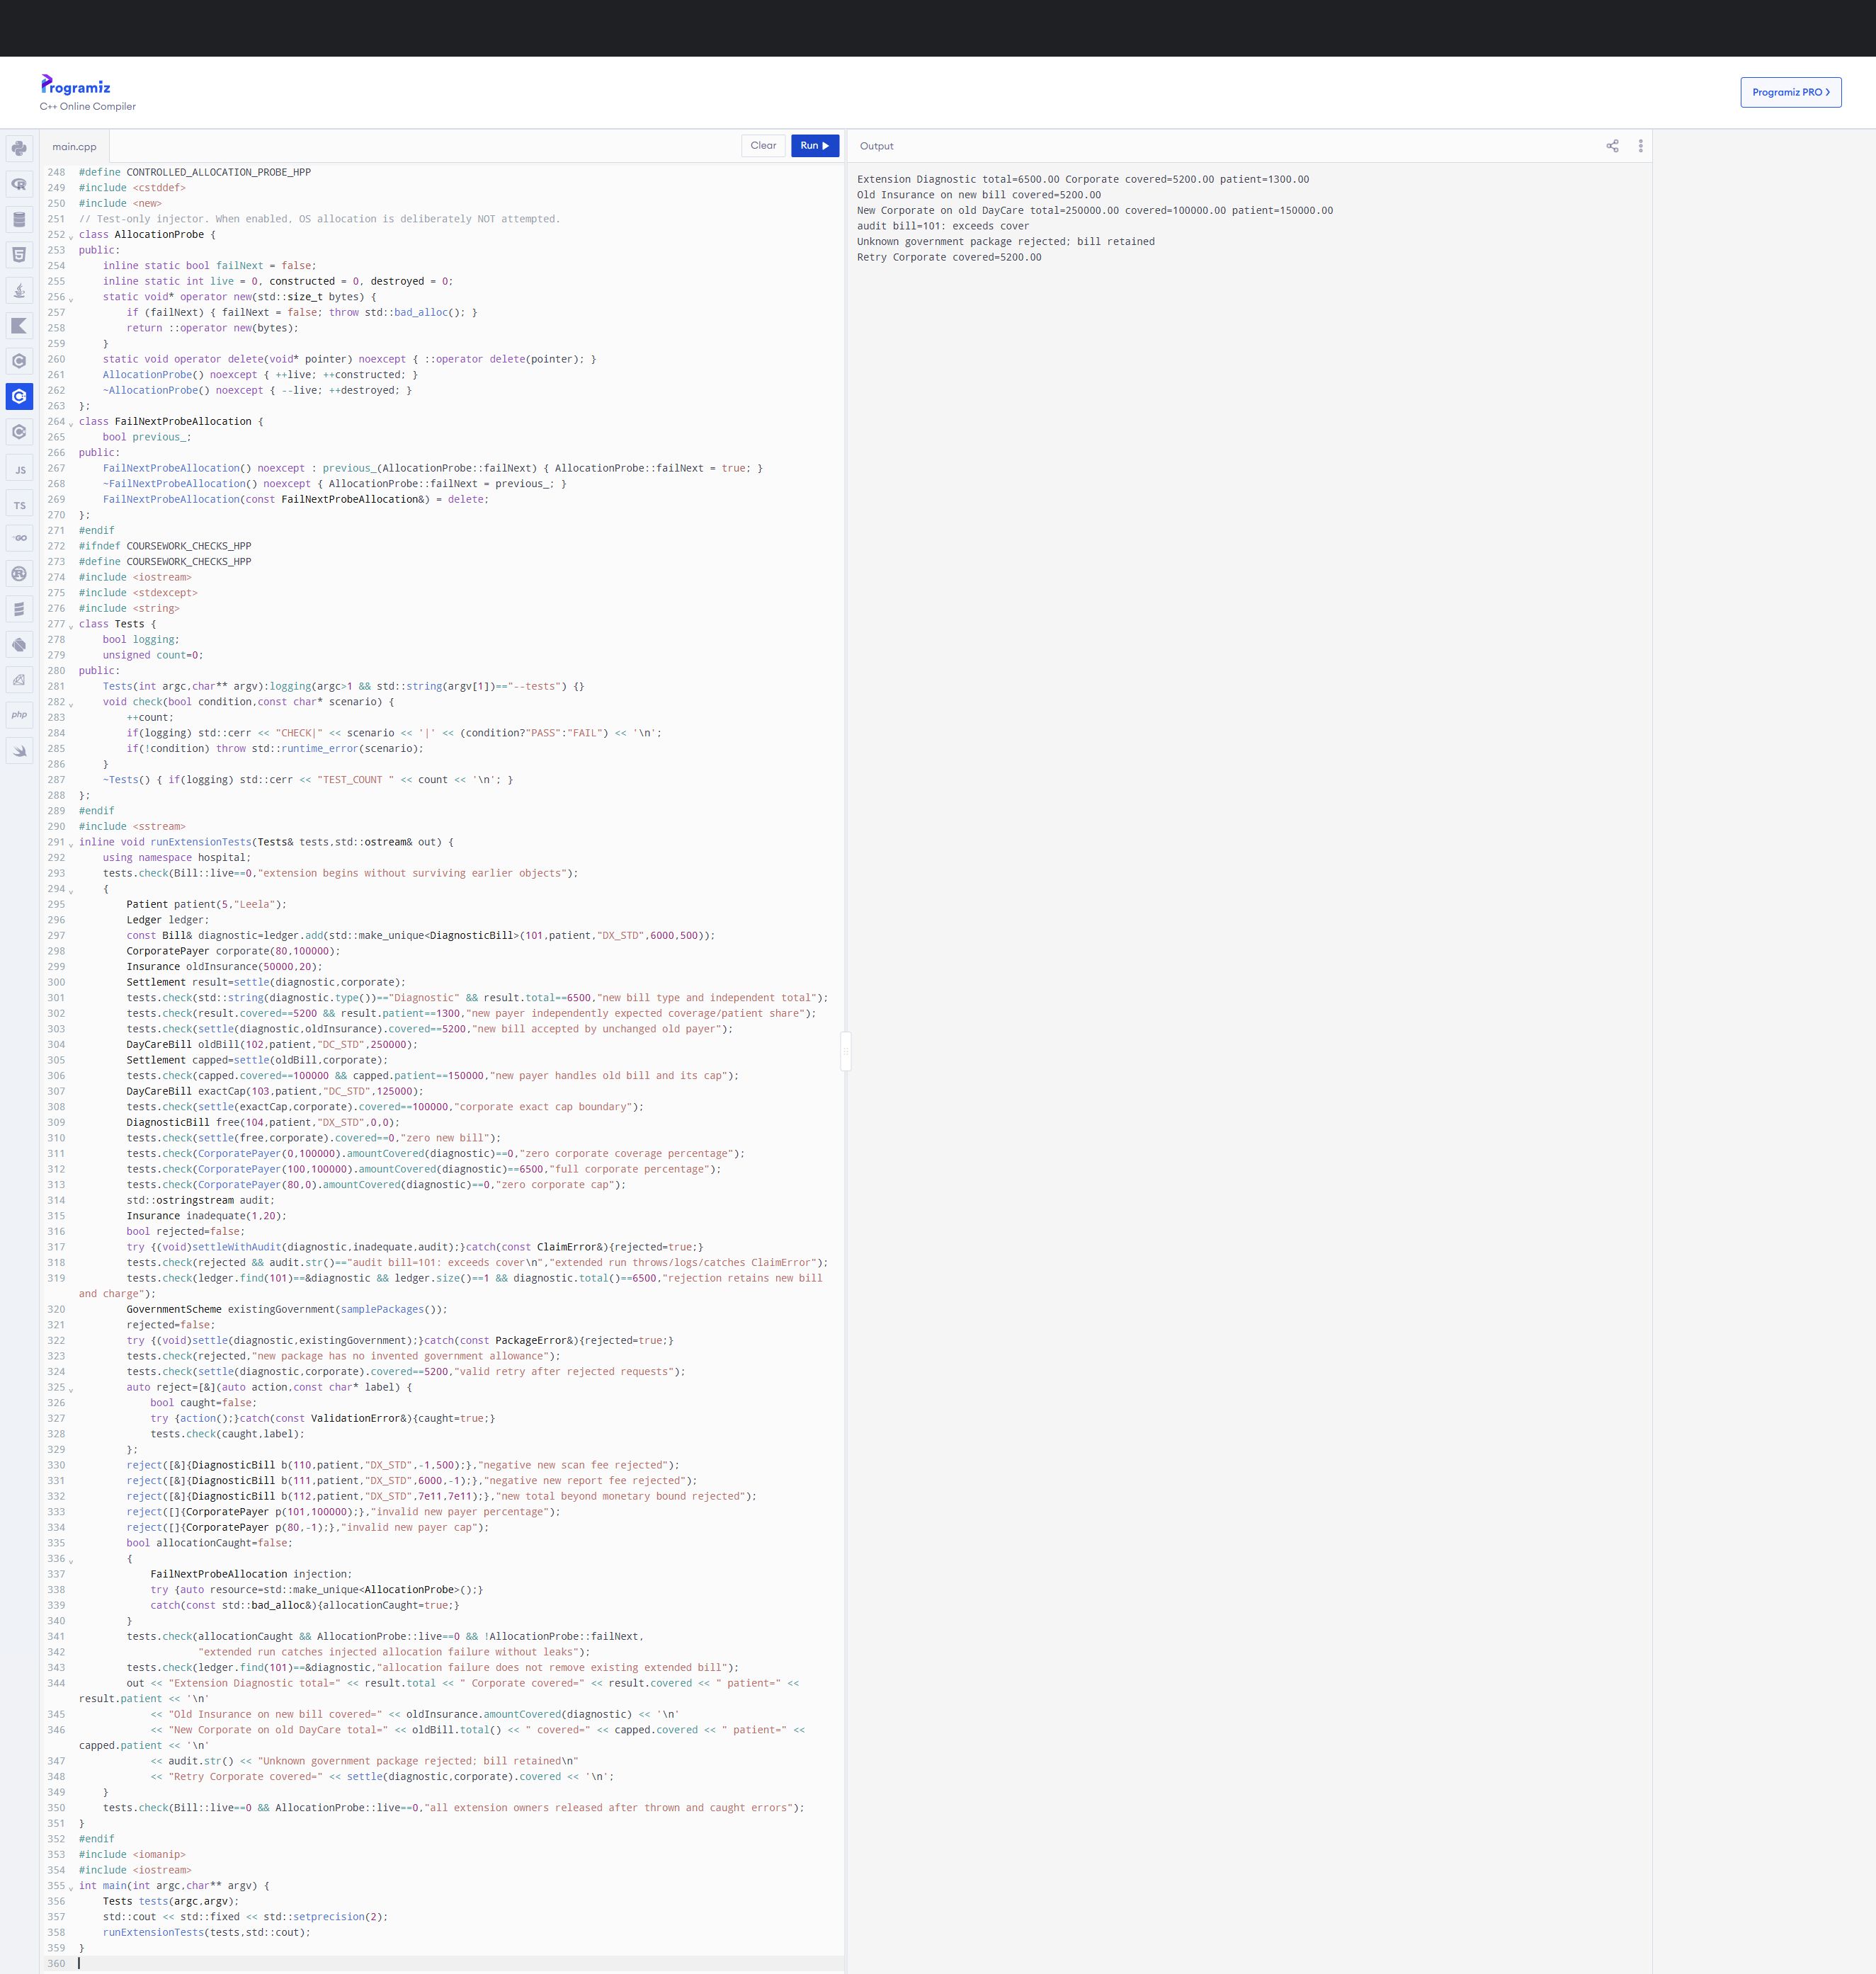 Programiz
C++ Online Compiler
Programiz PRO
main.cpp
Clear
Run
Output
JS
TS
GO
php
248 #define CONTROLLED_ALLOCATION_PROBE_HPP
249 #include <cstddef>
250 #include <new>
251 // Test-only injector. When enabled, OS allocation is deliberately NOT attempted.
252 class AllocationProbe {
253 public:
254     inline static bool failNext = false;
255     inline static int live = 0, constructed = 0, destroyed = 0;
256     static void* operator new(std::size_t bytes) {
257         if (failNext) { failNext = false; throw std::bad_alloc(); }
258         return ::operator new(bytes);
259     }
260     static void operator delete(void* pointer) noexcept { ::operator delete(pointer); }
261     AllocationProbe() noexcept { ++live; ++constructed; }
262     ~AllocationProbe() noexcept { --live; ++destroyed; }
263 };
264 class FailNextProbeAllocation {
265     bool previous_;
266 public:
267     FailNextProbeAllocation() noexcept : previous_(AllocationProbe::failNext) { AllocationProbe::failNext = true; }
268     ~FailNextProbeAllocation() noexcept { AllocationProbe::failNext = previous_; }
269     FailNextProbeAllocation(const FailNextProbeAllocation&) = delete;
270 };
271 #endif
272 #ifndef COURSEWORK_CHECKS_HPP
273 #define COURSEWORK_CHECKS_HPP
274 #include <iostream>
275 #include <stdexcept>
276 #include <string>
277 class Tests {
278     bool logging;
279     unsigned count=0;
280 public:
281     Tests(int argc,char** argv):logging(argc>1 && std::string(argv[1])=="--tests") {}
282     void check(bool condition,const char* scenario) {
283         ++count;
284         if(logging) std::cerr << "CHECK|" << scenario << '|' << (condition?"PASS":"FAIL") << '\n';
285         if(!condition) throw std::runtime_error(scenario);
286     }
287     ~Tests() { if(logging) std::cerr << "TEST_COUNT " << count << '\n'; }
288 };
289 #endif
290 #include <sstream>
291 inline void runExtensionTests(Tests& tests,std::ostream& out) {
292     using namespace hospital;
293     tests.check(Bill::live==0,"extension begins without surviving earlier objects");
294     {
295         Patient patient(5,"Leela");
296         Ledger ledger;
297         const Bill& diagnostic=ledger.add(std::make_unique<DiagnosticBill>(101,patient,"DX_STD",6000,500));
298         CorporatePayer corporate(80,100000);
299         Insurance oldInsurance(50000,20);
300         Settlement result=settle(diagnostic,corporate);
301         tests.check(std::string(diagnostic.type())=="Diagnostic" && result.total==6500,"new bill type and independent total");
302         tests.check(result.covered==5200 && result.patient==1300,"new payer independently expected coverage/patient share");
303         tests.check(settle(diagnostic,oldInsurance).covered==5200,"new bill accepted by unchanged old payer");
304         DayCareBill oldBill(102,patient,"DC_STD",250000);
305         Settlement capped=settle(oldBill,corporate);
306         tests.check(capped.covered==100000 && capped.patient==150000,"new payer handles old bill and its cap");
307         DayCareBill exactCap(103,patient,"DC_STD",125000);
308         tests.check(settle(exactCap,corporate).covered==100000,"corporate exact cap boundary");
309         DiagnosticBill free(104,patient,"DX_STD",0,0);
310         tests.check(settle(free,corporate).covered==0,"zero new bill");
311         tests.check(CorporatePayer(0,100000).amountCovered(diagnostic)==0,"zero corporate coverage percentage");
312         tests.check(CorporatePayer(100,100000).amountCovered(diagnostic)==6500,"full corporate percentage");
313         tests.check(CorporatePayer(80,0).amountCovered(diagnostic)==0,"zero corporate cap");
314         std::ostringstream audit;
315         Insurance inadequate(1,20);
316         bool rejected=false;
317         try {(void)settleWithAudit(diagnostic,inadequate,audit);}catch(const ClaimError&){rejected=true;}
318         tests.check(rejected && audit.str()=="audit bill=101: exceeds cover\n","extended run throws/logs/catches ClaimError");
319         tests.check(ledger.find(101)==&diagnostic && ledger.size()==1 && diagnostic.total()==6500,"rejection retains new bill
and charge");
320         GovernmentScheme existingGovernment(samplePackages());
321         rejected=false;
322         try {(void)settle(diagnostic,existingGovernment);}catch(const PackageError&){rejected=true;}
323         tests.check(rejected,"new package has no invented government allowance");
324         tests.check(settle(diagnostic,corporate).covered==5200,"valid retry after rejected requests");
325         auto reject=[&](auto action,const char* label) {
326             bool caught=false;
327             try {action();}catch(const ValidationError&){caught=true;}
328             tests.check(caught,label);
329         };
330         reject([&]{DiagnosticBill b(110,patient,"DX_STD",-1,500);},"negative new scan fee rejected");
331         reject([&]{DiagnosticBill b(111,patient,"DX_STD",6000,-1);},"negative new report fee rejected");
332         reject([&]{DiagnosticBill b(112,patient,"DX_STD",7e11,7e11);},"new total beyond monetary bound rejected");
333         reject([]{CorporatePayer p(101,100000);},"invalid new payer percentage");
334         reject([]{CorporatePayer p(80,-1);},"invalid new payer cap");
335         bool allocationCaught=false;
336         {
337             FailNextProbeAllocation injection;
338             try {auto resource=std::make_unique<AllocationProbe>();}
339             catch(const std::bad_alloc&){allocationCaught=true;}
340         }
341         tests.check(allocationCaught && AllocationProbe::live==0 && !AllocationProbe::failNext,
342                     "extended run catches injected allocation failure without leaks");
343         tests.check(ledger.find(101)==&diagnostic,"allocation failure does not remove existing extended bill");
344         out << "Extension Diagnostic total=" << result.total << " Corporate covered=" << result.covered << " patient=" <<
result.patient << '\n'
345             << "Old Insurance on new bill covered=" << oldInsurance.amountCovered(diagnostic) << '\n'
346             << "New Corporate on old DayCare total=" << oldBill.total() << " covered=" << capped.covered << " patient=" <<
capped.patient << '\n'
347             << audit.str() << "Unknown government package rejected; bill retained\n"
348             << "Retry Corporate covered=" << settle(diagnostic,corporate).covered << '\n';
349     }
350     tests.check(Bill::live==0 && AllocationProbe::live==0,"all extension owners released after thrown and caught errors");
351 }
352 #endif
353 #include <iomanip>
354 #include <iostream>
355 int main(int argc,char** argv) {
356     Tests tests(argc,argv);
357     std::cout << std::fixed << std::setprecision(2);
358     runExtensionTests(tests,std::cout);
359 }
360
Extension Diagnostic total=6500.00 Corporate covered=5200.00 patient=1300.00
Old Insurance on new bill covered=5200.00
New Corporate on old DayCare total=250000.00 covered=100000.00 patient=150000.00
audit bill=101: exceeds cover
Unknown government package rejected; bill retained
Retry Corporate covered=5200.00